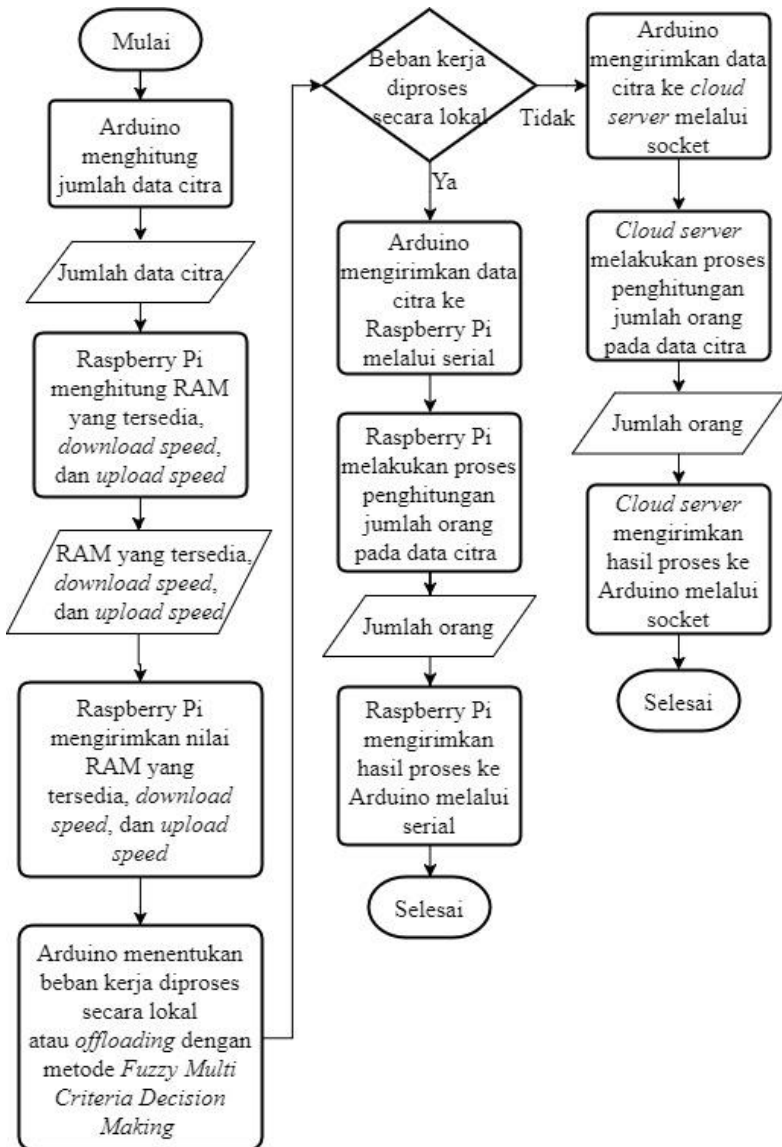 Mulai
Arduino
menghitung
jumlah data citra
Jumlah data citra
Raspberry Pi
menghitung RAM
yang tersedia,
download speed,
dan upload speed
RAM yang tersedia,
download speed,
dan upload speed
Raspberry Pi
mengirimkan nilai
RAM yang
tersedia, download
speed, dan upload
speed
Arduino menentukan
beban kerja diproses
secara lokal
atau offloading dengan
metode Fuzzy Multi
Criteria Decision
Making
Beban kerja
diproses
secara lokal
Ya
Arduino
mengirimkan data
citra ke
Raspberry Pi
melalui serial
Raspberry Pi
melakukan proses
penghitungan
jumlah orang
pada data citra
Jumlah orang
Raspberry Pi
mengirimkan
hasil proses ke
Arduino melalui
serial
Selesai
Tidak
Arduino
mengirimkan data
citra ke cloud
server melalui
socket
Cloud server
melakukan proses
penghitungan
jumlah orang
pada data citra
Jumlah orang
Cloud server
mengirimkan
hasil proses ke
Arduino melalui
socket
Selesai